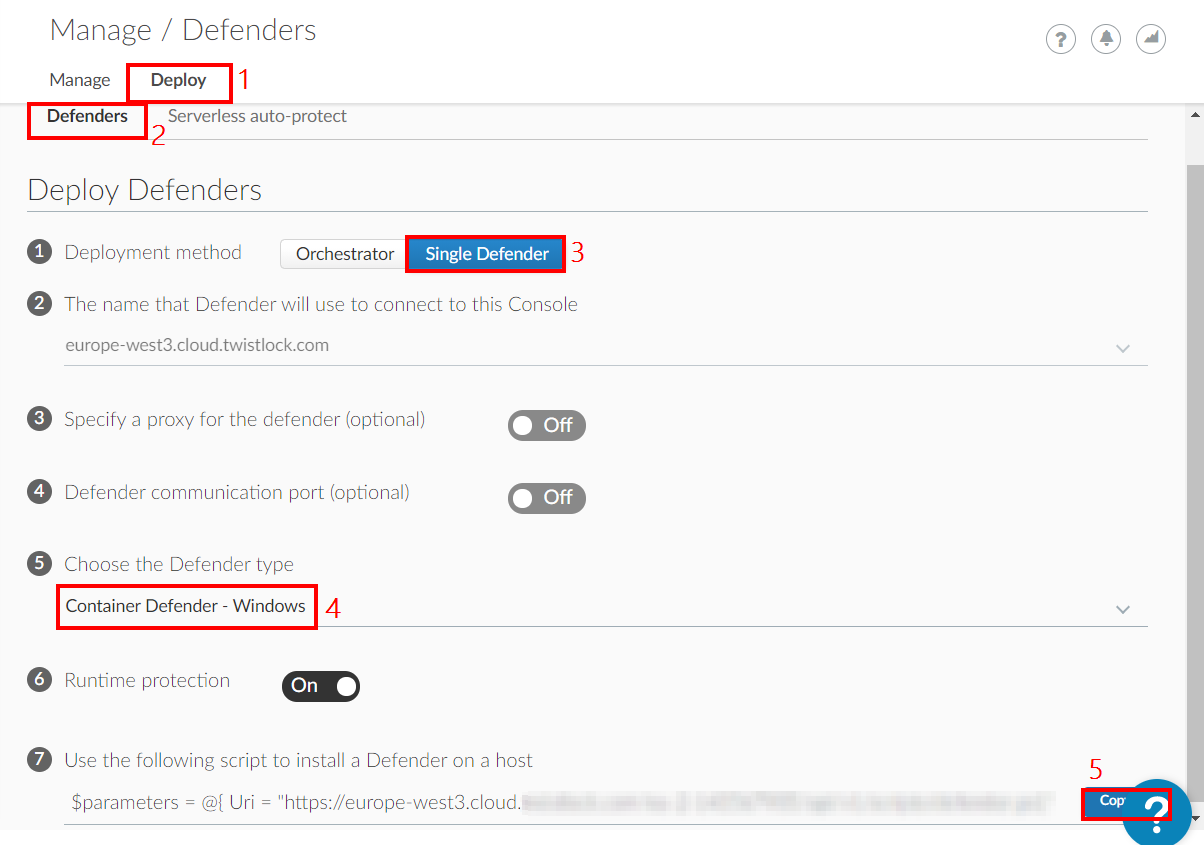 Manage / Defenders
?
Manage Deploy 1
Defenders 2 Serverless auto-protect
Deploy Defenders
1 Deployment method Orchestrator Single Defender 3
2 The name that Defender will use to connect to this Console
europe-west3.cloud.twistlock.com
3 Specify a proxy for the defender (optional) Off
4 Defender communication port (optional) Off
5 Choose the Defender type
Container Defender - Windows 4
6 Runtime protection On
7 Use the following script to install a Defender on a host
5
$parameters = @{ Uri = "https://europe-west3.cloud.
?